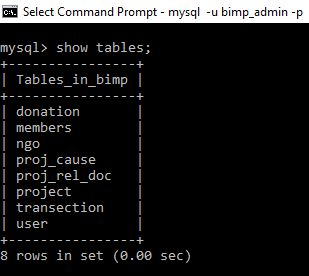 Select Command Prompt - mysql -u bimp_admin -p
mysql> show tables;
+----------------+
| Tables_in_bimp |
+----------------+
| donation       |
| members        |
| ngo            |
| proj_cause     |
| proj_rel_doc   |
| project        |
| transection    |
| user           |
+----------------+
8 rows in set (0.00 sec)